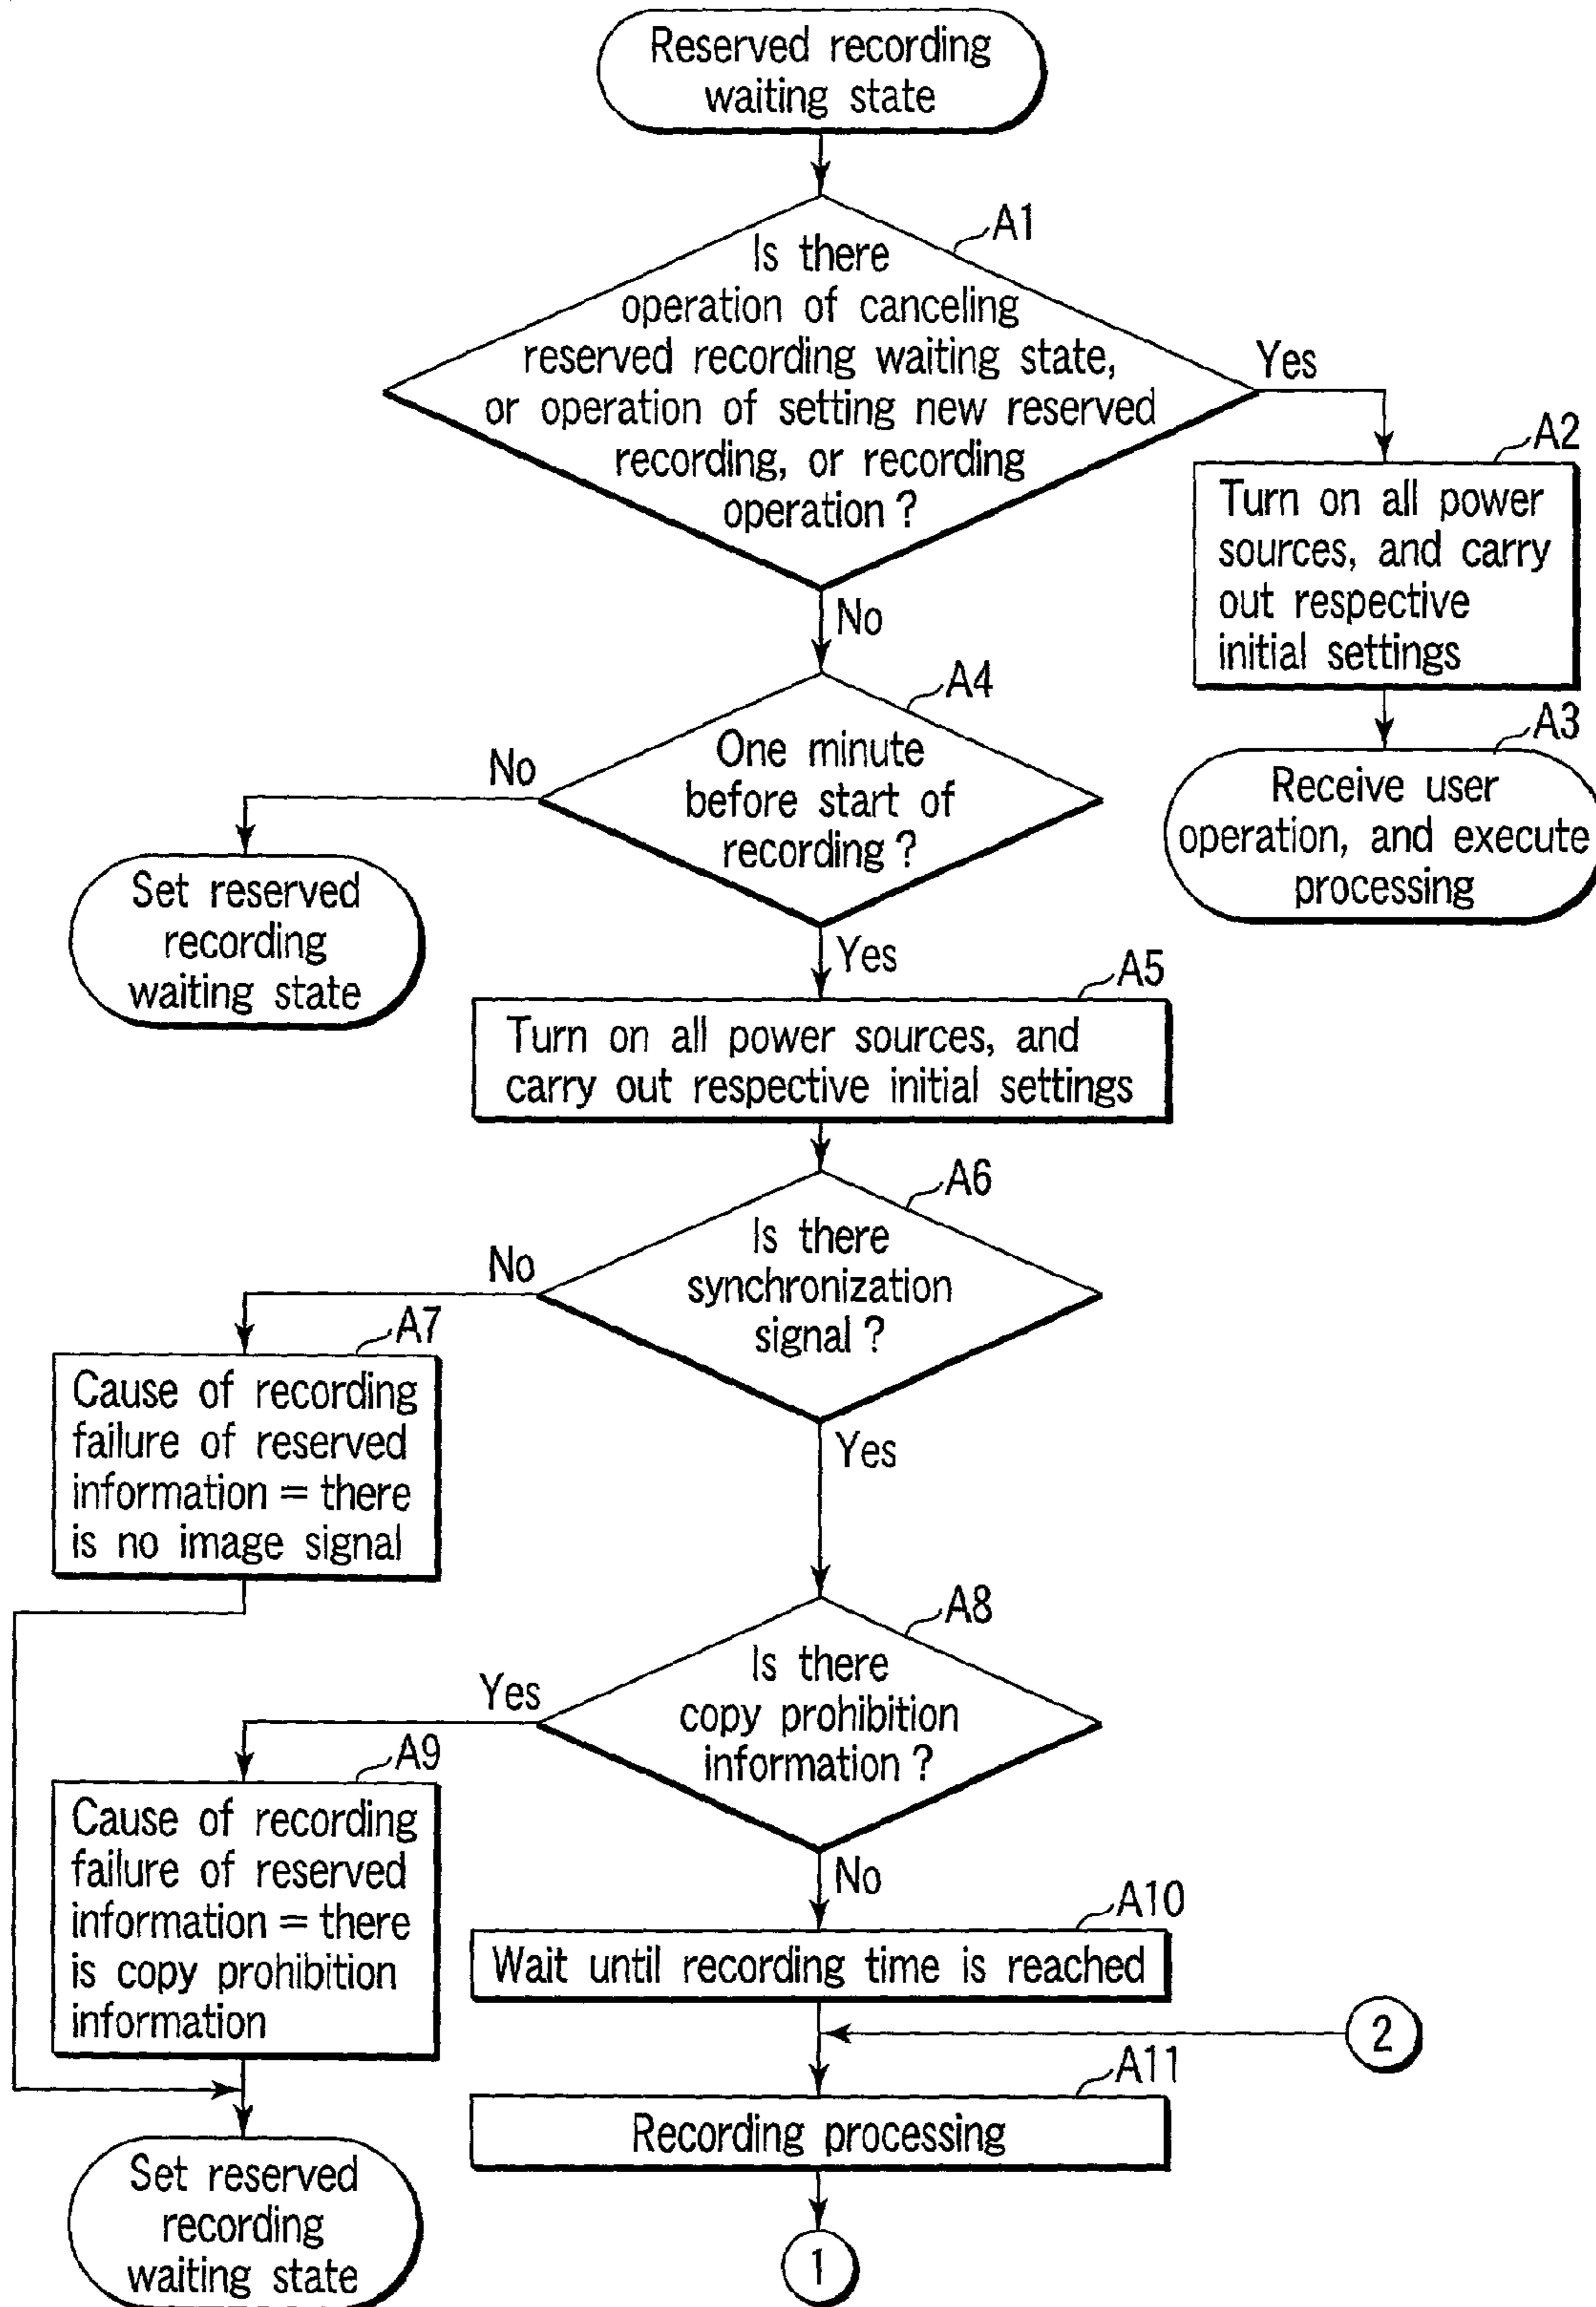 Reserved recording
waiting state
A1
Is there
operation of canceling
reserved recording waiting state,
or operation of setting new reserved
recording, or recording
operation ?
Yes
A2
Turn on all power
sources, and carry
out respective
initial settings
No
A3
Receive user
operation, and execute
processing
A4
One minute
before start of
recording ?
No
Set reserved
recording
waiting state
Yes
A5
Turn on all power sources, and
carry out respective initial settings
A6
Is there
synchronization
signal ?
No
A7
Cause of recording
failure of reserved
information = there
is no image signal
Yes
A8
Is there
copy prohibition
information ?
Yes
A9
Cause of recording
failure of reserved
information = there
is copy prohibition
information
No
A10
Wait until recording time is reached
2
A11
Recording processing
Set reserved
recording
waiting state
1